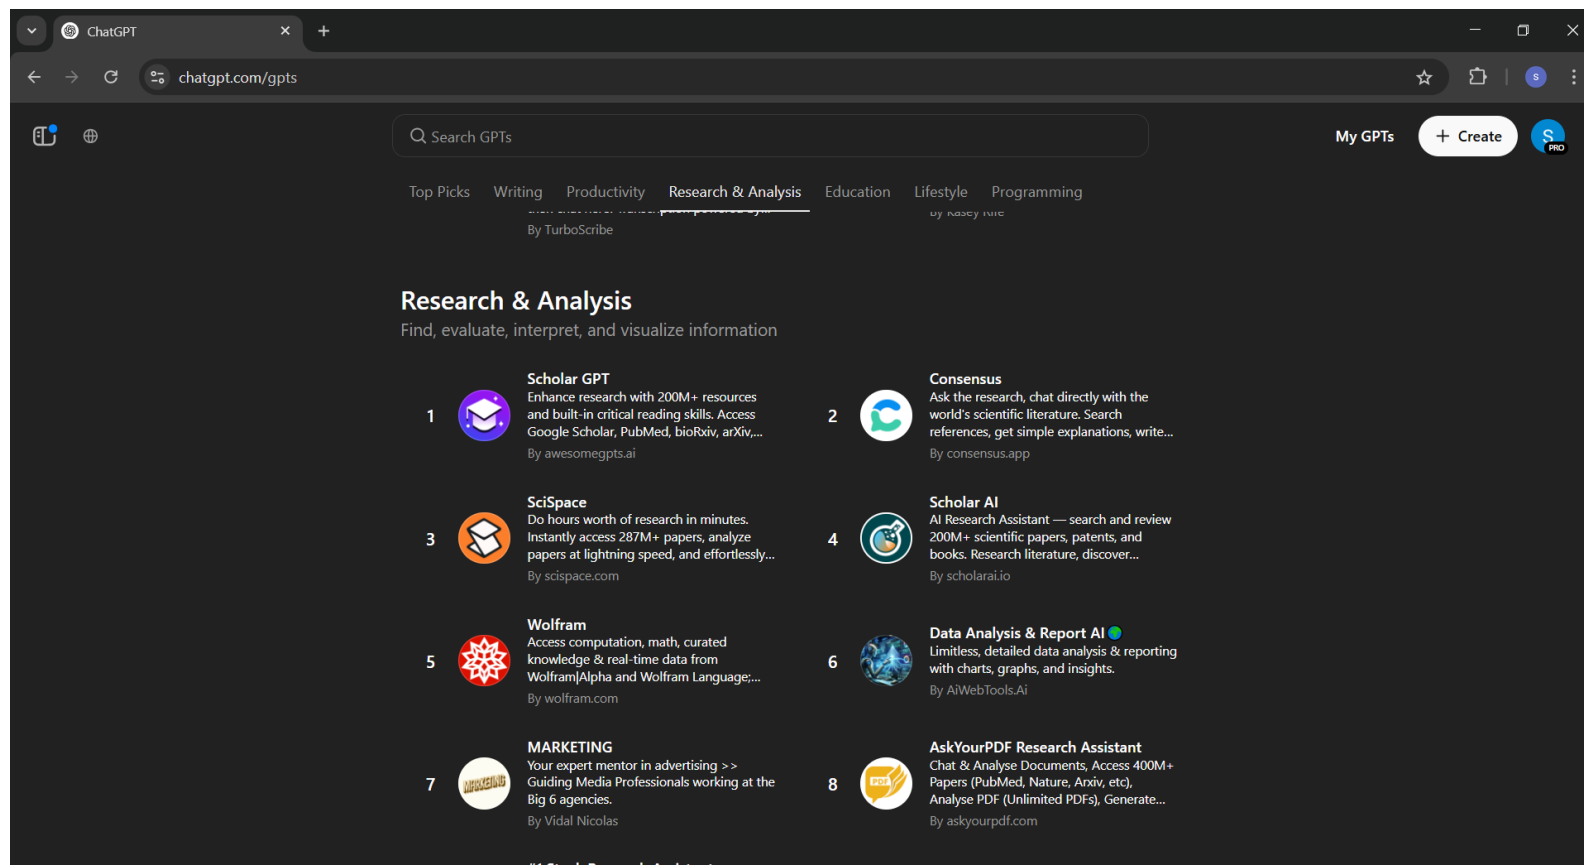 ChatGPT
chatgpt.com/gpts
S
Search GPTs
My GPTs
+ Create
S
PRO
Top Picks
Writing
Productivity
Research & Analysis
Education
Lifestyle
Programming
By TurboScribe
By Kasey Rife
Research & Analysis
Find, evaluate, interpret, and visualize information
1
Scholar GPT
Enhance research with 200M+ resources
and built-in critical reading skills. Access
Google Scholar, PubMed, bioRxiv, arXiv,...
By awesomegpts.ai
2
Consensus
Ask the research, chat directly with the
world's scientific literature. Search
references, get simple explanations, write...
By consensus.app
3
SciSpace
Do hours worth of research in minutes.
Instantly access 287M+ papers, analyze
papers at lightning speed, and effortlessly...
By scispace.com
4
Scholar AI
AI Research Assistant — search and review
200M+ scientific papers, patents, and
books. Research literature, discover...
By scholarai.io
5
Wolfram
Access computation, math, curated
knowledge & real-time data from
Wolfram|Alpha and Wolfram Language;...
By wolfram.com
6
Data Analysis & Report AI
Limitless, detailed data analysis & reporting
with charts, graphs, and insights.
By AiWebTools.Ai
7
MARKETING
MARKETING
Your expert mentor in advertising >>
Guiding Media Professionals working at the
Big 6 agencies.
By Vidal Nicolas
8
PDF
AskYourPDF Research Assistant
Chat & Analyse Documents, Access 400M+
Papers (PubMed, Nature, Arxiv, etc),
Analyse PDF (Unlimited PDFs), Generate...
By askyourpdf.com